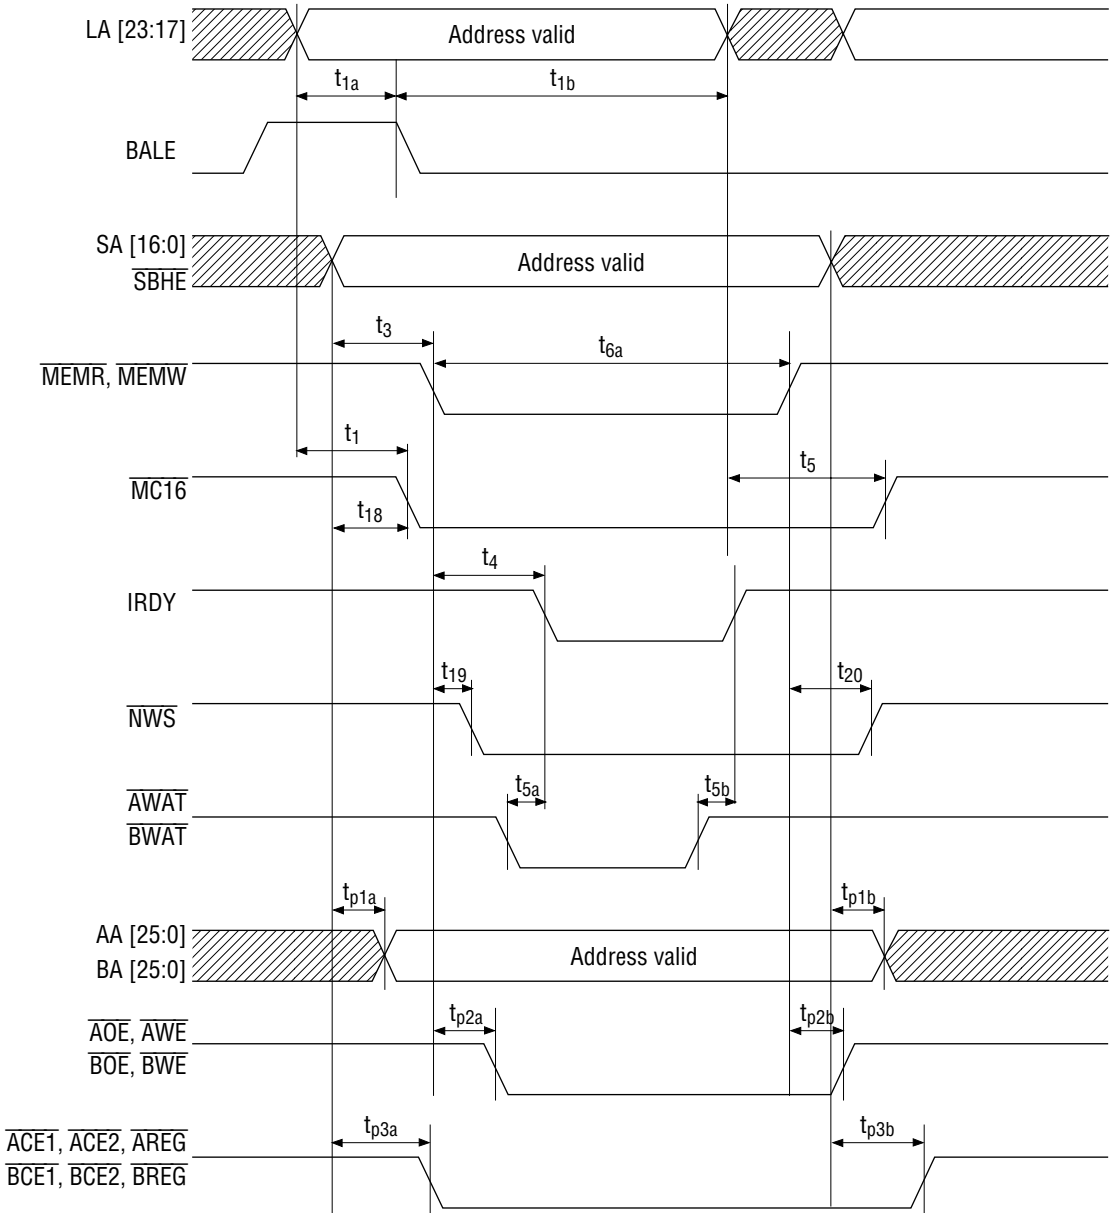 LA [23:17]
Address valid
t1a
t1b
BALE
SA [16:0]
SBHE
Address valid
t3
t6a
MEMR, MEMW
t1
t5
MC16
t18
t4
IRDY
t19
t20
NWS
t5a
t5b
AWAT
BWAT
tp1a
tp1b
AA [25:0]
BA [25:0]
Address valid
tp2a
tp2b
AOE, AWE
BOE, BWE
tp3a
tp3b
ACE1, ACE2, AREG
BCE1, BCE2, BREG